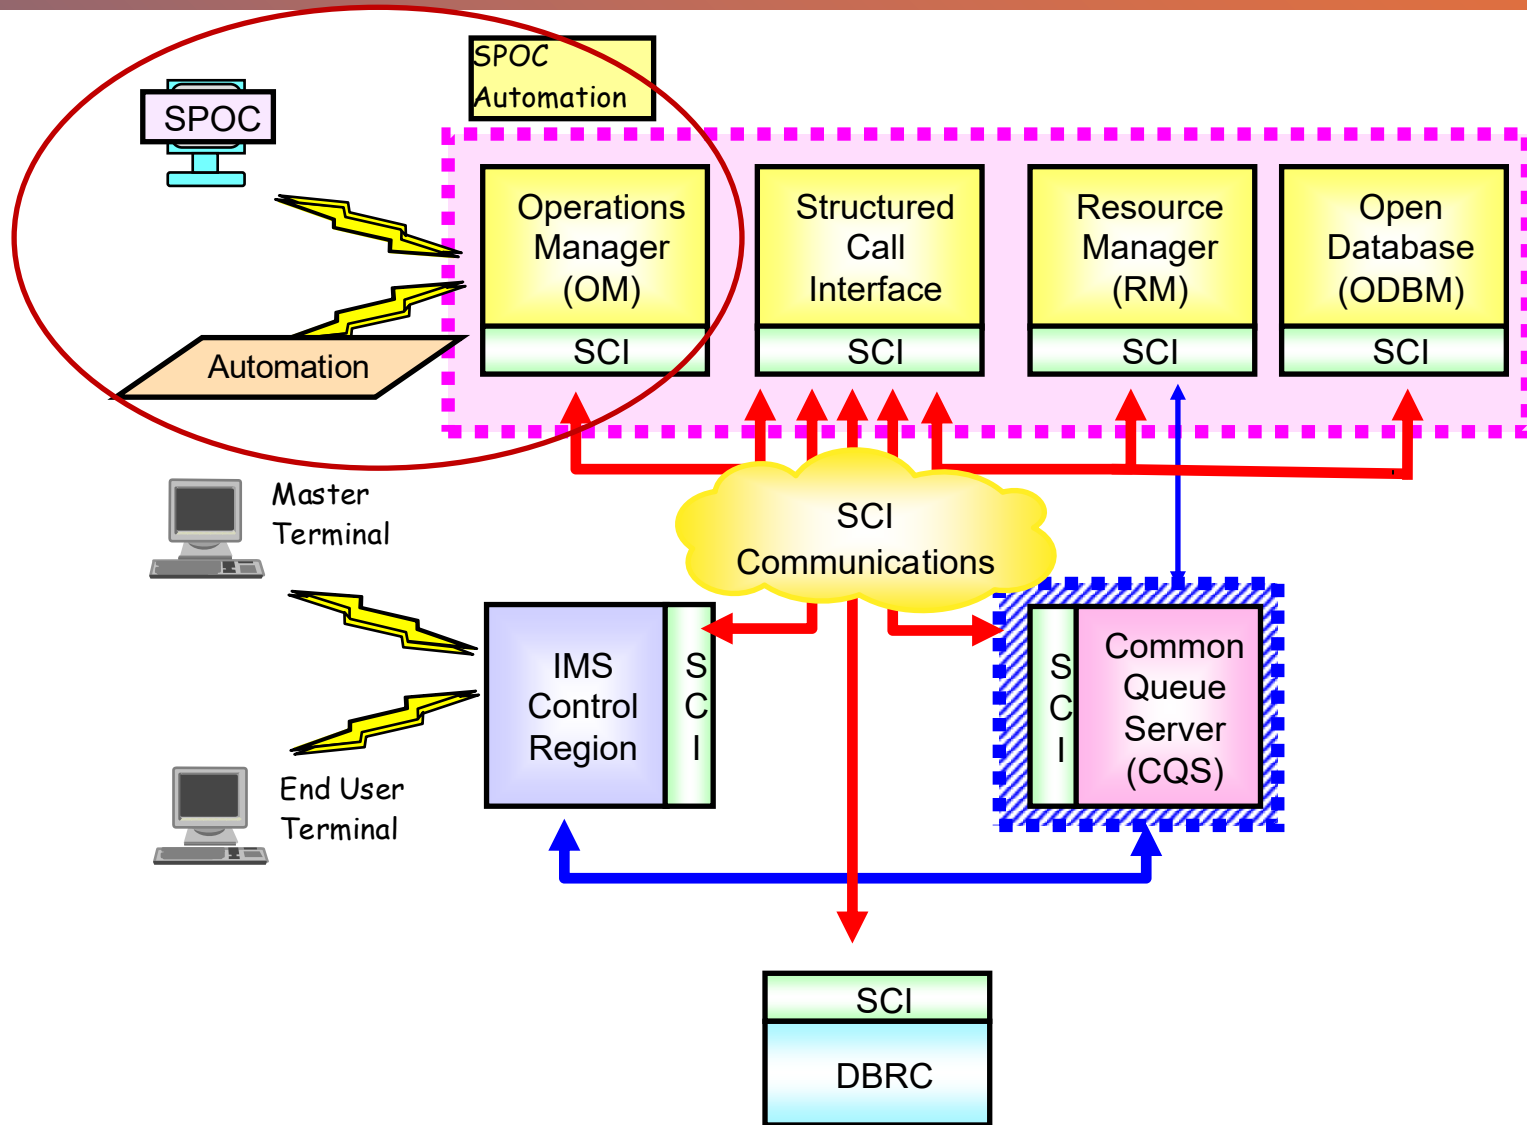 SPOC
Automation
SPOC
Operations
Manager
(OM)
SCI
Structured
Call
Interface
SCI
Resource
Manager
(RM)
SCI
Open
Database
(ODBM)
SCI
Automation
Master
Terminal
SCI
Communications
IMS
Control
Region
S
C
I
S
C
I
Common
Queue
Server
(CQS)
End User
Terminal
SCI
DBRC